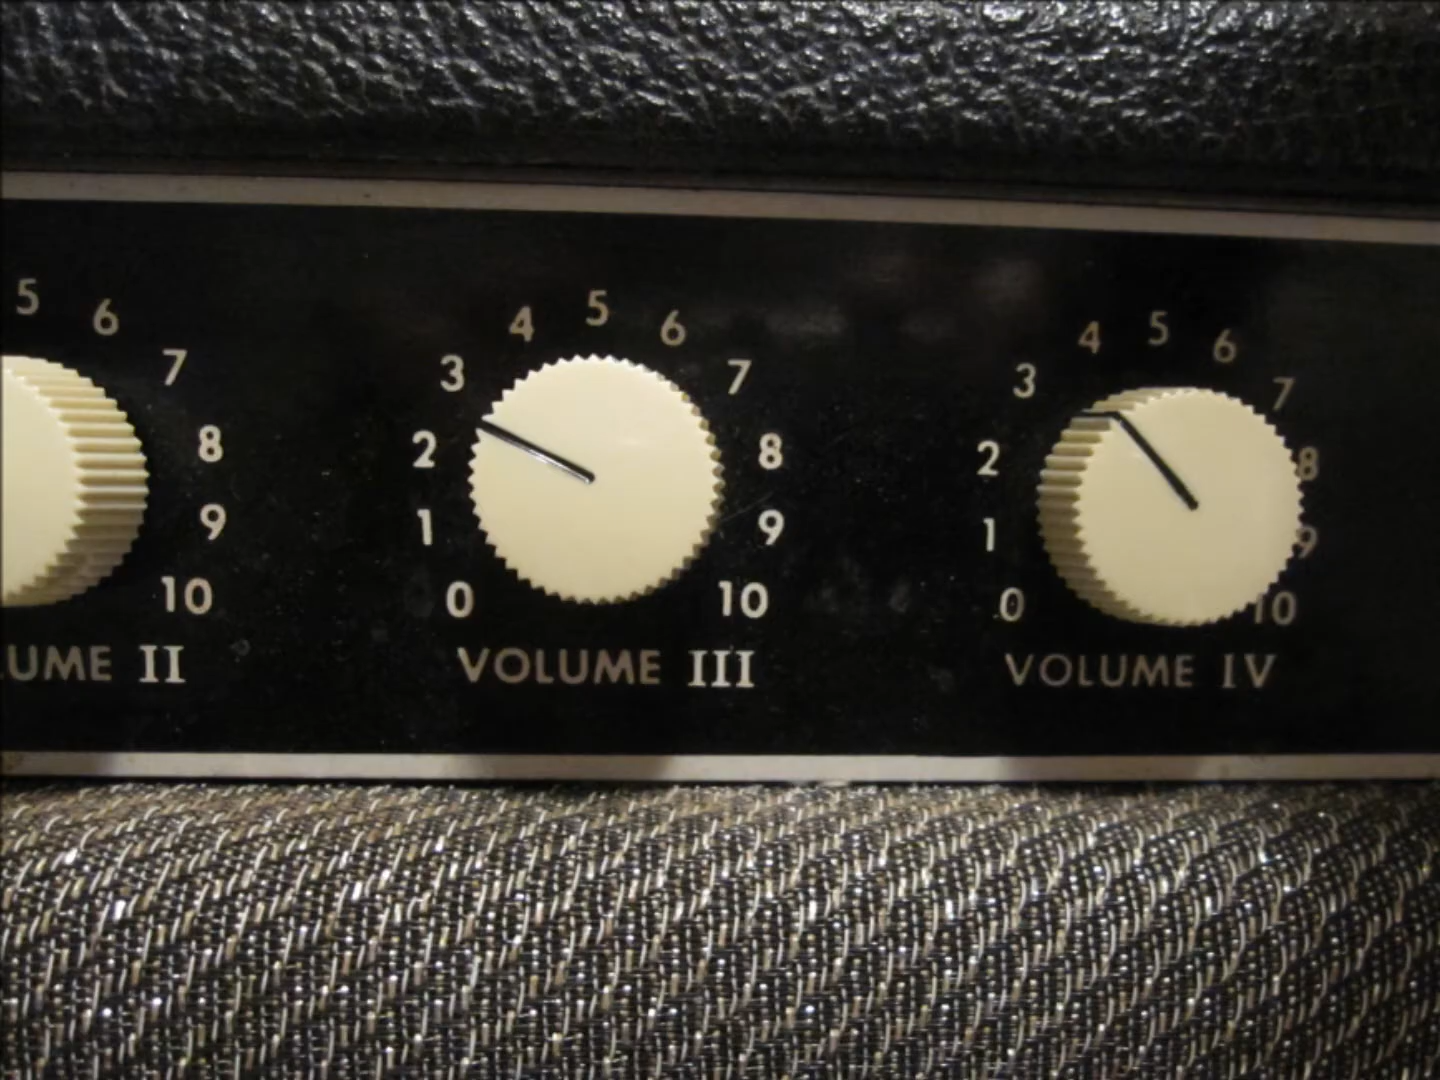 5 6 7 8 9 10
UME II
0 1 2 3 4 5 6 7 8 9 10
VOLUME III
0 1 2 3 4 5 6 7 8 9 10
VOLUME IV